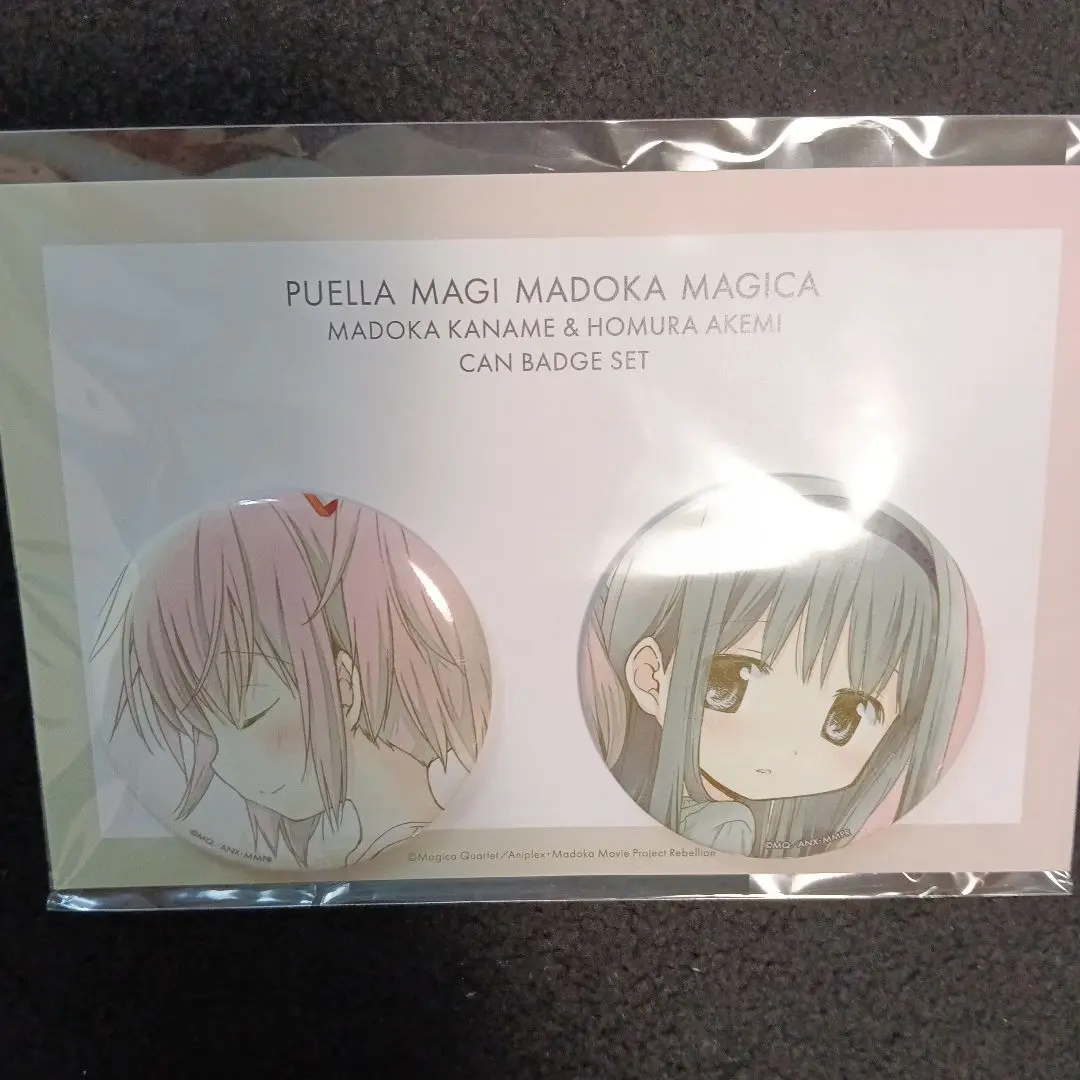 PUELLA MAGI MADOKA MAGICA
MADOKA KANAME & HOMURA AKEMI
CAN BADGE SET
©MQ/ANX・MMPR
©MQ/ANX・MMPR
©Magica Quartet/Aniplex・Madoka Movie Project Rebellion